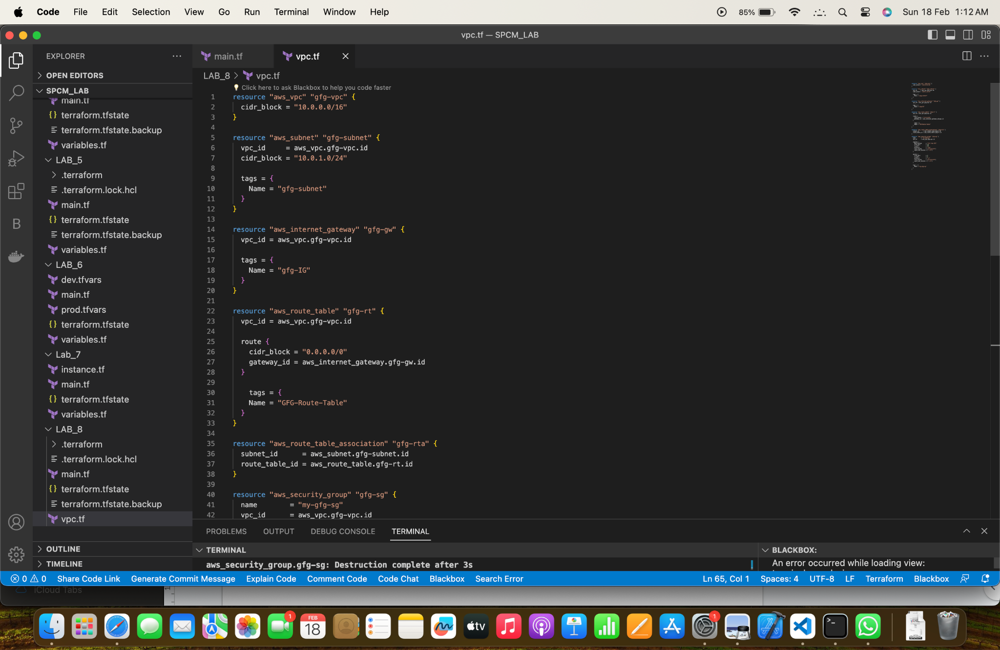 Code File Edit Selection View Go Run Terminal Window Help 85% Sun 18 Feb 1:12 AM
vpc.tf — SPCM_LAB
EXPLORER
OPEN EDITORS
SPCM_LAB
main.tf
terraform.tfstate
terraform.tfstate.backup
variables.tf
LAB_5
.terraform
.terraform.lock.hcl
main.tf
terraform.tfstate
terraform.tfstate.backup
variables.tf
LAB_6
dev.tfvars
main.tf
prod.tfvars
terraform.tfstate
variables.tf
Lab_7
instance.tf
main.tf
terraform.tfstate
variables.tf
LAB_8
.terraform
.terraform.lock.hcl
main.tf
terraform.tfstate
terraform.tfstate.backup
vpc.tf
OUTLINE
TIMELINE
main.tf vpc.tf
LAB_8 > vpc.tf
Click here to ask Blackbox to help you code faster
1 resource "aws_vpc" "gfg-vpc" {
2 cidr_block = "10.0.0.0/16"
3 }
4
5 resource "aws_subnet" "gfg-subnet" {
6 vpc_id     = aws_vpc.gfg-vpc.id
7 cidr_block = "10.0.1.0/24"
8
9 tags = {
10 Name = "gfg-subnet"
11 }
12 }
13
14 resource "aws_internet_gateway" "gfg-gw" {
15 vpc_id = aws_vpc.gfg-vpc.id
16
17 tags = {
18 Name = "gfg-IG"
19 }
20 }
21
22 resource "aws_route_table" "gfg-rt" {
23 vpc_id = aws_vpc.gfg-vpc.id
24
25 route {
26 cidr_block = "0.0.0.0/0"
27 gateway_id = aws_internet_gateway.gfg-gw.id
28 }
29
30 tags = {
31 Name = "GFG-Route-Table"
32 }
33 }
34
35 resource "aws_route_table_association" "gfg-rta" {
36 subnet_id      = aws_subnet.gfg-subnet.id
37 route_table_id = aws_route_table.gfg-rt.id
38 }
39
40 resource "aws_security_group" "gfg-sg" {
41 name        = "my-gfg-sg"
42 vpc_id      = aws_vpc.gfg-vpc.id
PROBLEMS OUTPUT DEBUG CONSOLE TERMINAL
TERMINAL
aws_security_group.gfg-sg: Destruction complete after 3s
BLACKBOX:
An error occurred while loading view:
0 0 Share Code Link Generate Commit Message Explain Code Comment Code Code Chat Blackbox Search Error Ln 65, Col 1 Spaces: 4 UTF-8 LF Terraform Blackbox
iCloud Tabs
1 FEB 18 tv 1